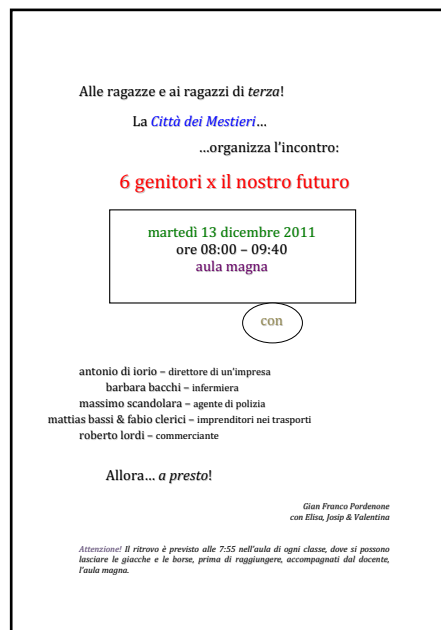 Alle ragazze e ai ragazzi di terza!
La Città dei Mestieri...
...organizza l'incontro:
6 genitori x il nostro futuro
martedì 13 dicembre 2011
ore 08:00 – 09:40
aula magna
con
antonio di iorio – direttore di un'impresa
barbara bacchi – infermiera
massimo scandolara – agente di polizia
mattias bassi & fabio clerici – imprenditori nei trasporti
roberto lordi – commerciante
Allora... a presto!
Gian Franco Pordenone
con Elisa, Josip & Valentina
Attenzione! Il ritrovo è previsto alle 7:55 nell'aula di ogni classe, dove si possono
lasciare le giacche e le borse, prima di raggiungere, accompagnati dal docente,
l'aula magna.